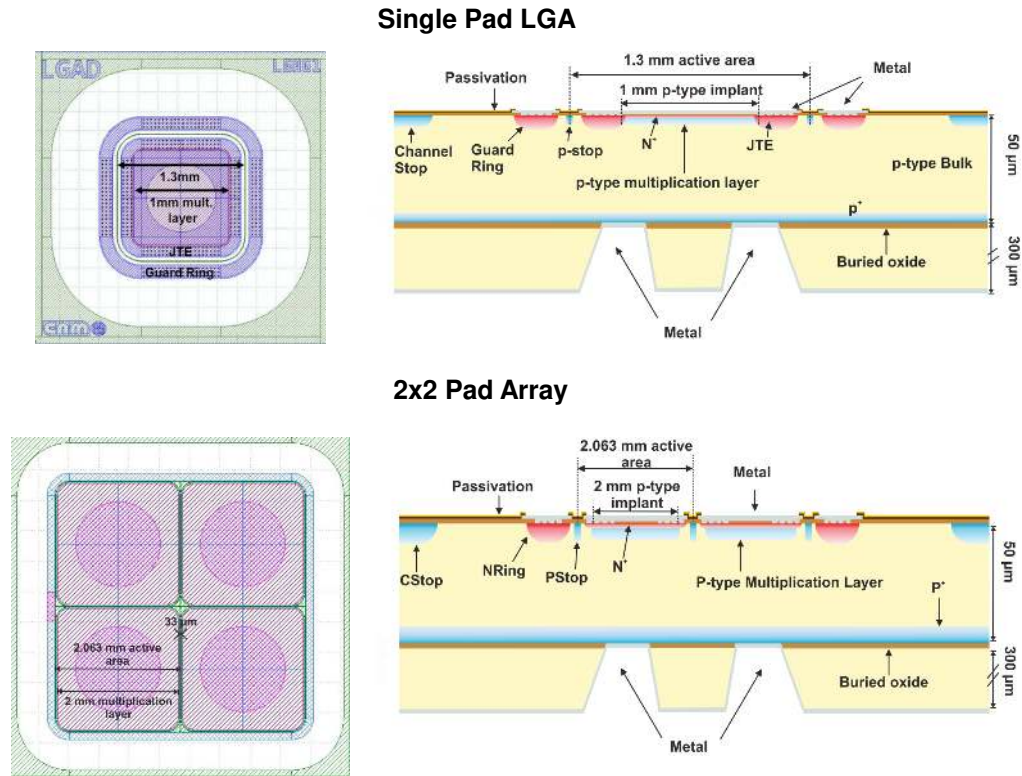 Single Pad LGA
LGAD
1.3mm
1mm mult.
layer
JTE
Guard Ring
cnm
1.3 mm active area
Metal
Passivation
1 mm p-type implant
Channel
Stop
Guard
Ring
p-stop
N+
JTE
p-type multiplication layer
p-type Bulk
50 µm
p+
Buried oxide
300 µm
Metal
2x2 Pad Array
33 µm
2.063 mm active
area
2 mm multiplication
layer
2.063 mm active
area
Metal
Passivation
2 mm p-type
implant
CStop
NRing
PStop
N+
P-type Multiplication Layer
50 µm
P+
Buried oxide
300 µm
Metal